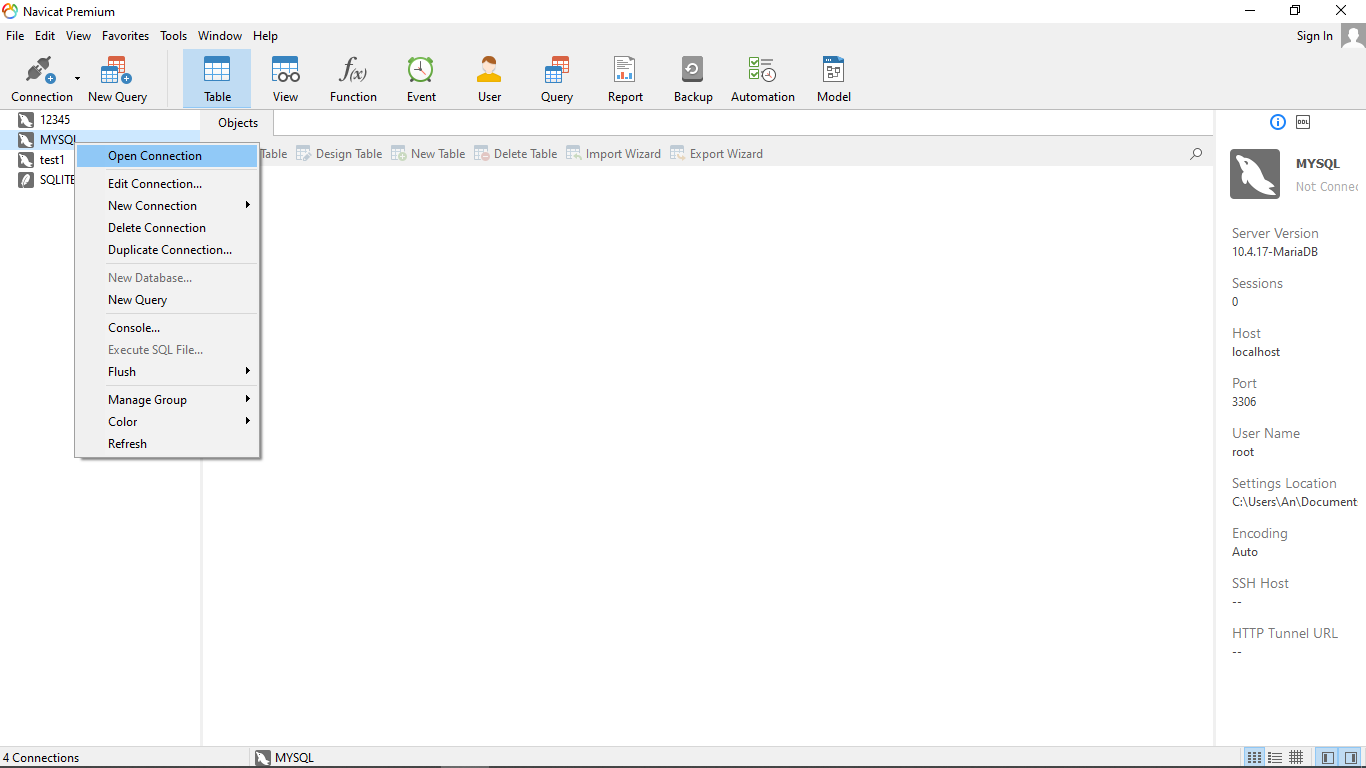 Navicat Premium
File Edit View Favorites Tools Window Help Sign In
Connection New Query Table View Function Event User Query Report Backup Automation Model
f(x)
12345
MYSQL
test1
SQLITE
Objects
Table Design Table New Table Delete Table Import Wizard Export Wizard
Open Connection
Edit Connection...
New Connection
Delete Connection
Duplicate Connection...
New Database...
New Query
Console...
Execute SQL File...
Flush
Manage Group
Color
Refresh
DDL
MYSQL
Not Connec
Server Version
10.4.17-MariaDB
Sessions
0
Host
localhost
Port
3306
User Name
root
Settings Location
C:\Users\An\Document
Encoding
Auto
SSH Host
--
HTTP Tunnel URL
--
4 Connections MYSQL